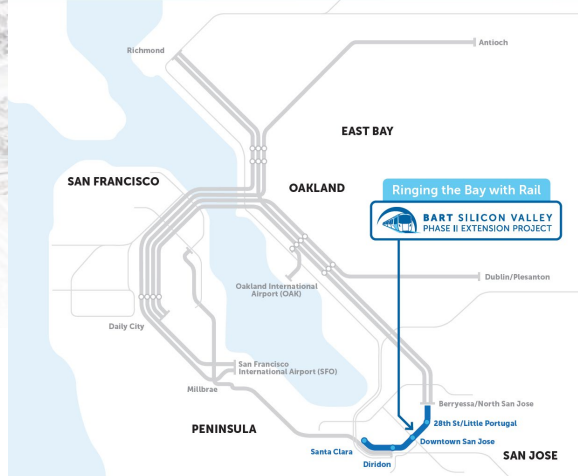 Richmond
Antioch
EAST BAY
SAN FRANCISCO
OAKLAND
Ringing the Bay with Rail
BART SILICON VALLEY
PHASE II EXTENSION PROJECT
Oakland International
Airport (OAK)
Dublin/Plesanton
Daily City
San Francisco
International Airport (SFO)
Millbrae
Berryessa/North San Jose
28th St/Little Portugal
PENINSULA
Downtown San Jose
Santa Clara
SAN JOSE
Diridon